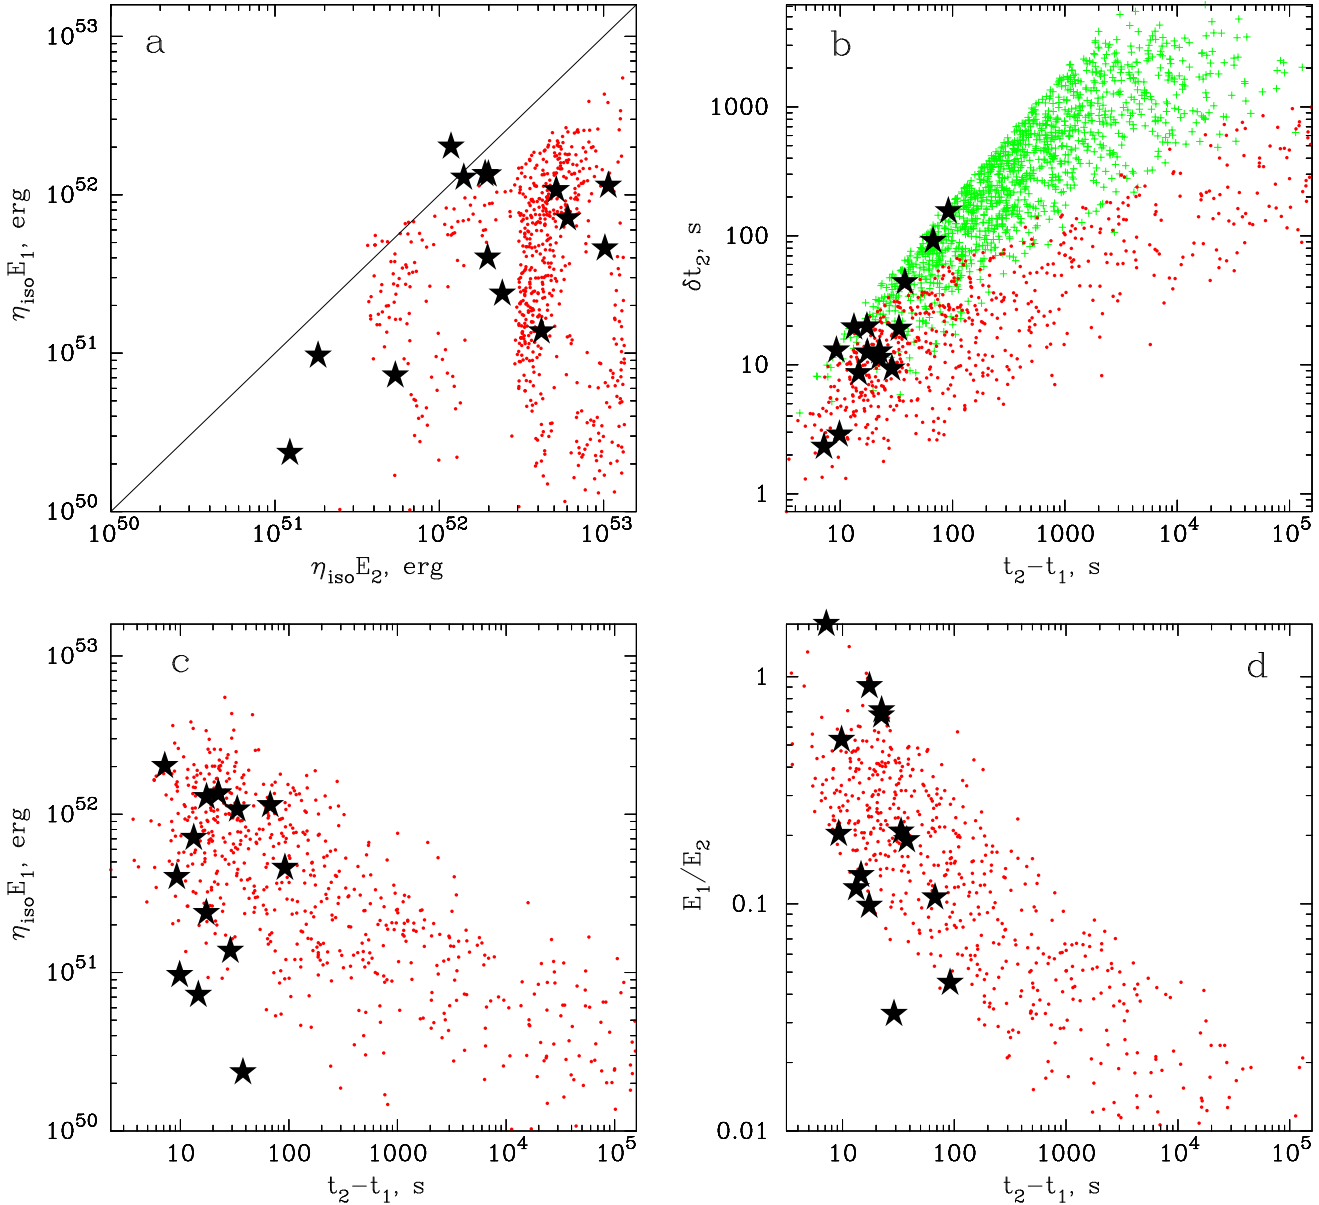 a
10^53
10^52
10^51
10^50
η_iso E_1, erg
10^50 10^51 10^52 10^53
η_iso E_2, erg
b
1000
100
10
1
δt_2, s
10 100 1000 10^4 10^5
t_2−t_1, s
c
10^53
10^52
10^51
10^50
η_iso E_1, erg
10 100 1000 10^4 10^5
t_2−t_1, s
d
1
0.1
0.01
E_1/E_2
10 100 1000 10^4 10^5
t_2−t_1, s